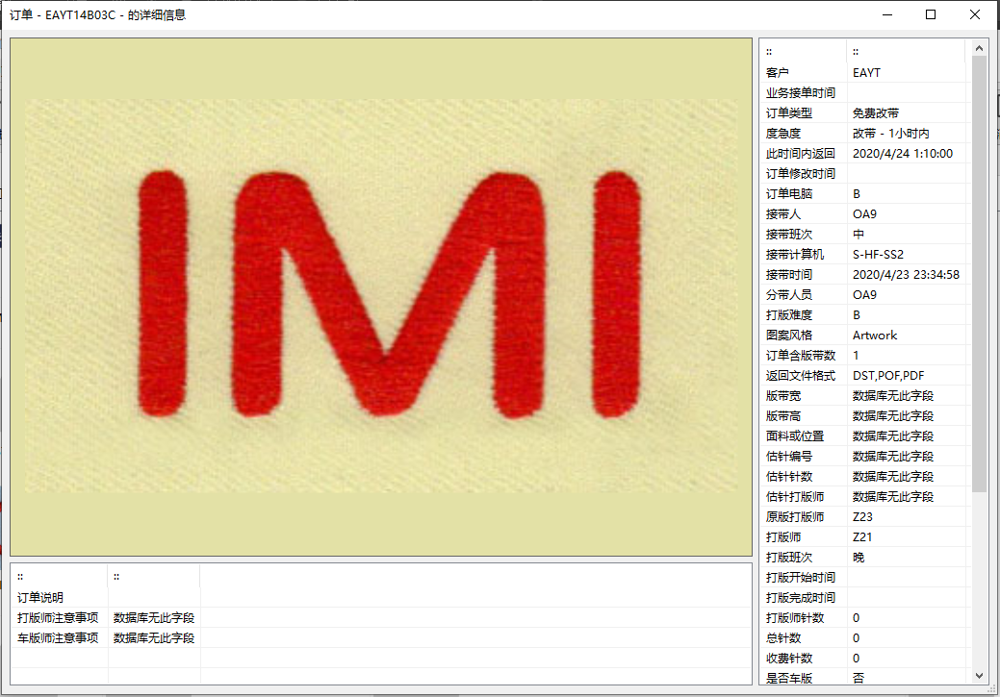 订单 - EAYT14B03C - 的详细信息
IMI
:: ::
客户 EAYT
业务接单时间
订单类型 免费改带
度急度 改带 - 1小时内
此时间内返回 2020/4/24 1:10:00
订单修改时间
订单电脑 B
接带人 OA9
接带班次 中
接带计算机 S-HF-SS2
接带时间 2020/4/23 23:34:58
分带人员 OA9
打版难度 B
图案风格 Artwork
订单含版带数 1
返回文件格式 DST,POF,PDF
版带宽 数据库无此字段
版带高 数据库无此字段
面料或位置 数据库无此字段
估针编号 数据库无此字段
估针针数 数据库无此字段
估针打版师 数据库无此字段
原版打版师 Z23
打版师 Z21
打版班次 晚
打版开始时间
打版完成时间
打版师针数 0
总针数 0
收费针数 0
是否车版 否
:: ::
订单说明
打版师注意事项 数据库无此字段
车版师注意事项 数据库无此字段